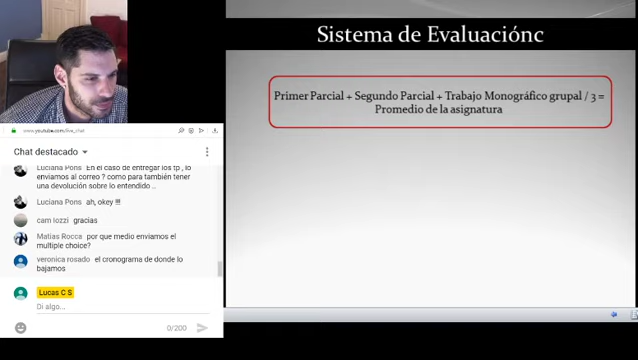 Sistema de Evaluaciónc
Primer Parcial + Segundo Parcial + Trabajo Monográfico grupal / 3 =
Promedio de la asignatura
www.youtube.com/live_chat
Chat destacado
Luciana Pons En el caso de entregar los tp , lo
enviamos al correo ? como para también tener
una devolución sobre lo entendido ..
Luciana Pons ah, okey !!!
cam Iozzi gracias
Matías Rocca por que medio enviamos el
multiple choice?
veronica rosado el cronograma de donde lo
bajamos
Lucas C S
Di algo...
0/200